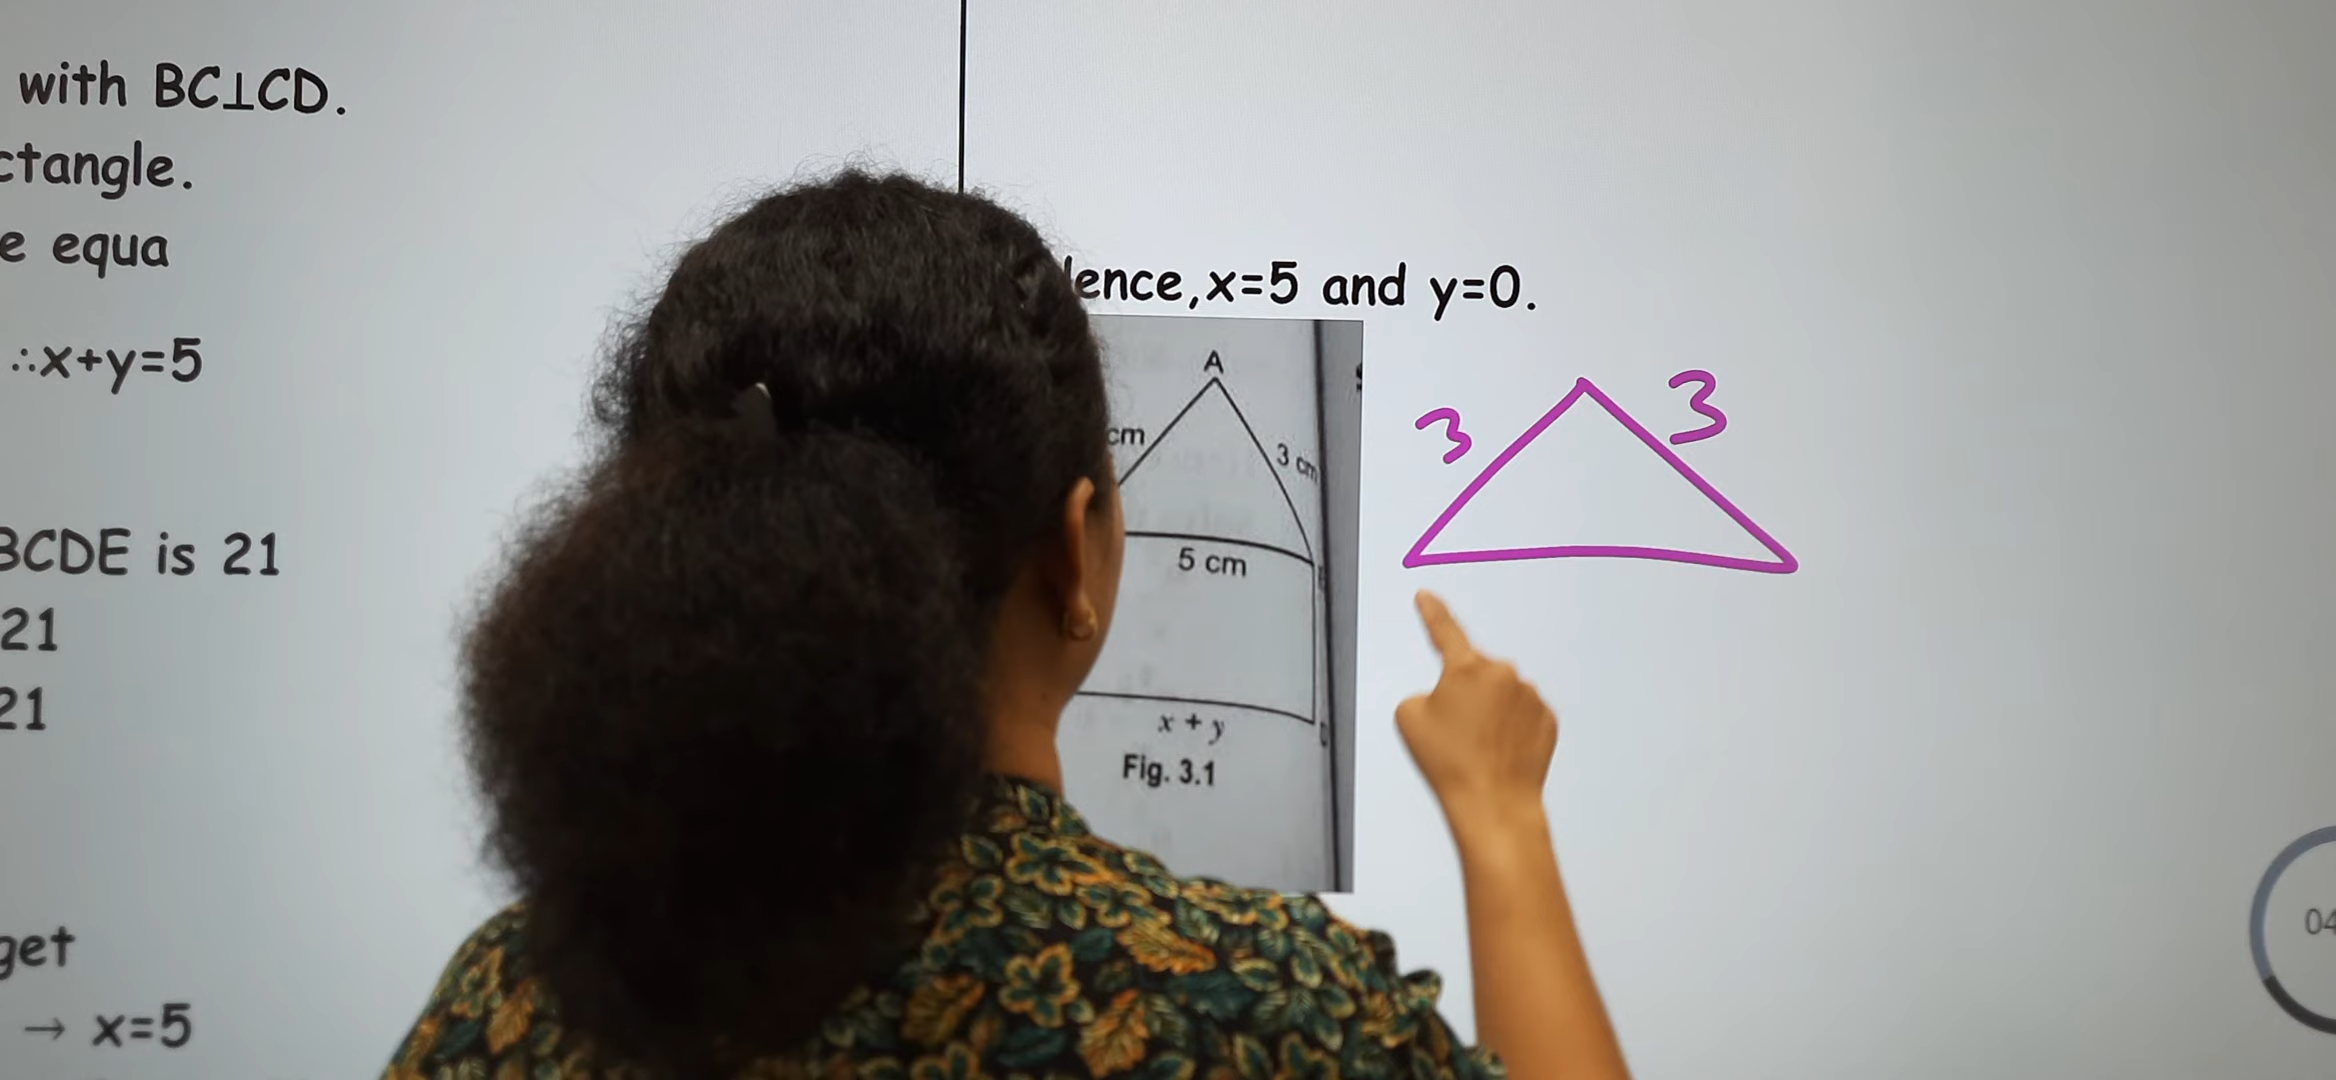 with BC⊥CD.
ctangle.
e equa
∴x+y=5
BCDE is 21
21
21
get
→ x=5
ence,x=5 and y=0.
A
cm
3 cm
5 cm
x + y
Fig. 3.1
3
3
04